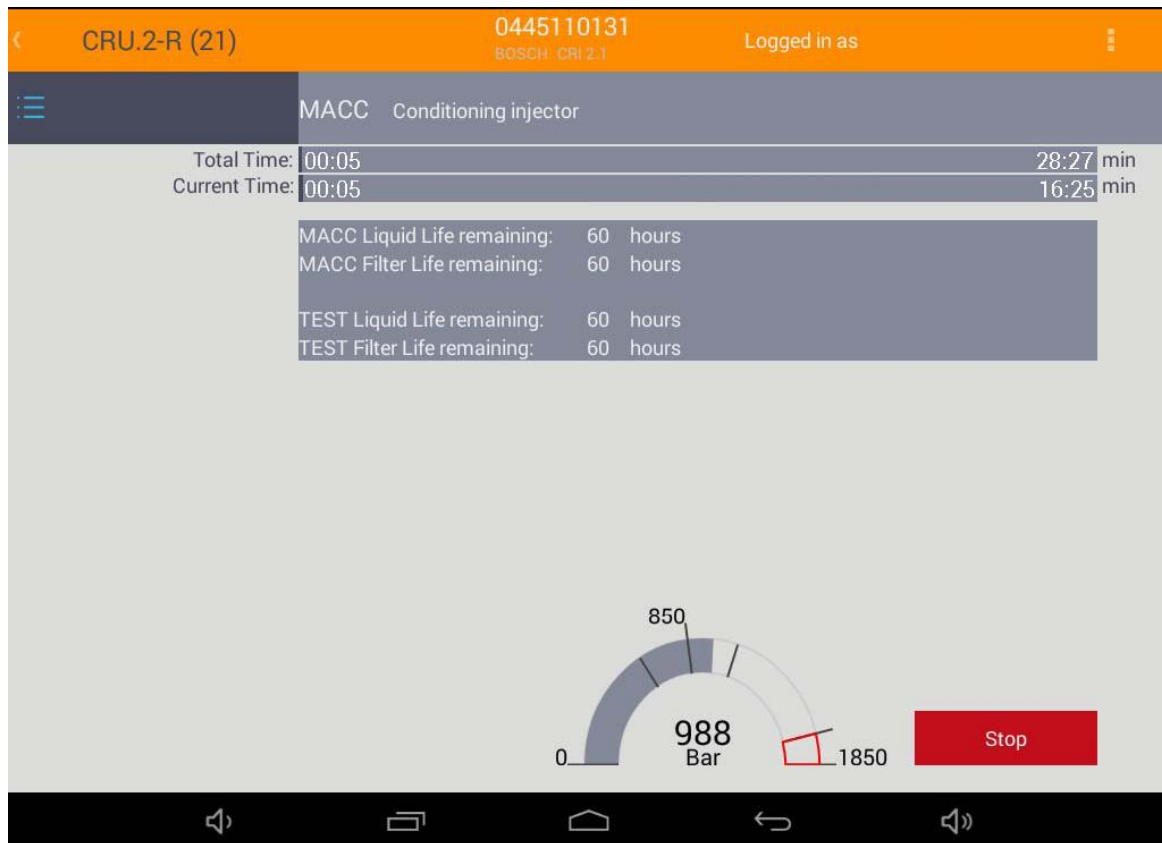 CRU.2-R (21)
0445110131
BOSCH: CRI 2.1
Logged in as
MACC Conditioning injector
Total Time: 00:05 28:27 min
Current Time: 00:05 16:25 min
MACC Liquid Life remaining: 60 hours
MACC Filter Life remaining: 60 hours
TEST Liquid Life remaining: 60 hours
TEST Filter Life remaining: 60 hours
850
988
Bar
0
1850
Stop